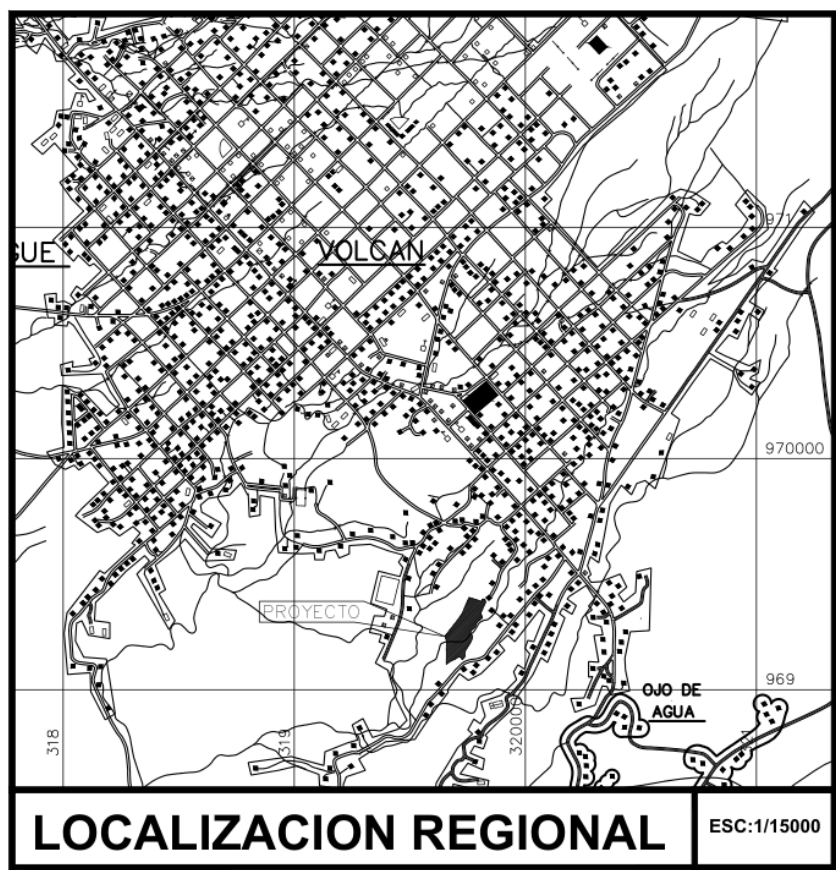 971
GUE
VOLCAN
970000
PROYECTO
969
OJO DE
AGUA
318
319
320000
LOCALIZACION REGIONAL
ESC:1/15000